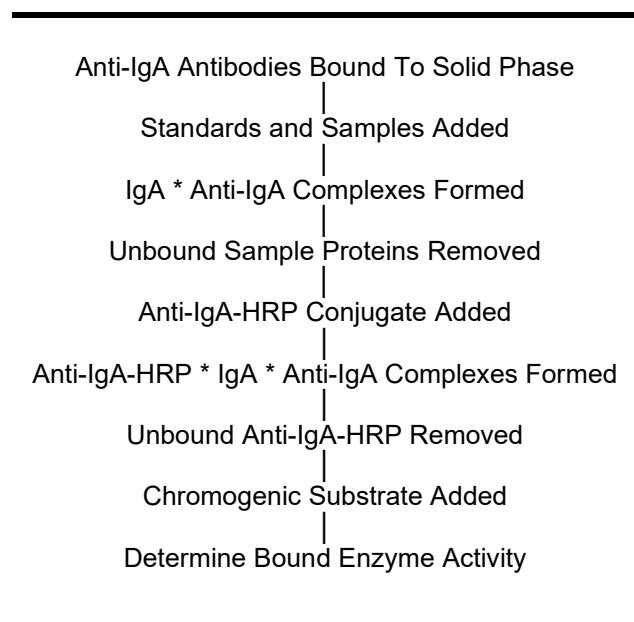 Anti-IgA Antibodies Bound To Solid Phase
Standards and Samples Added
IgA * Anti-IgA Complexes Formed
Unbound Sample Proteins Removed
Anti-IgA-HRP Conjugate Added
Anti-IgA-HRP * IgA * Anti-IgA Complexes Formed
Unbound Anti-IgA-HRP Removed
Chromogenic Substrate Added
Determine Bound Enzyme Activity